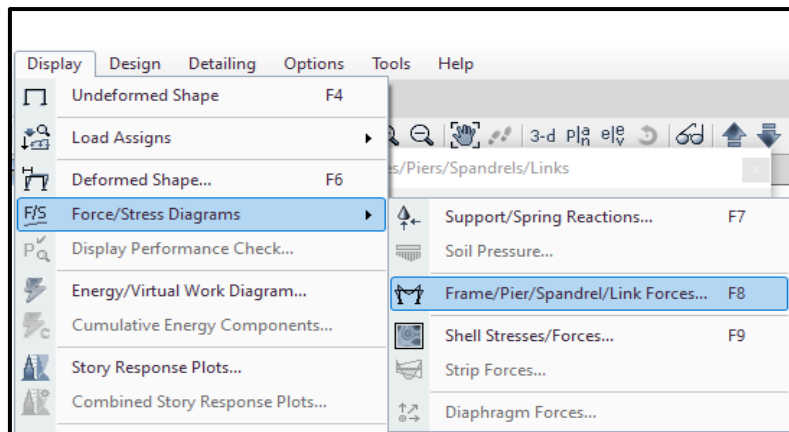 Display Design Detailing Options Tools Help
Undeformed Shape F4
Load Assigns
3-d
es/Piers/Spandrels/Links
Deformed Shape... F6
F/S Force/Stress Diagrams
Support/Spring Reactions... F7
Display Performance Check...
Soil Pressure...
Energy/Virtual Work Diagram...
Frame/Pier/Spandrel/Link Forces... F8
Cumulative Energy Components...
Shell Stresses/Forces... F9
Story Response Plots...
Strip Forces...
Combined Story Response Plots...
Diaphragm Forces...